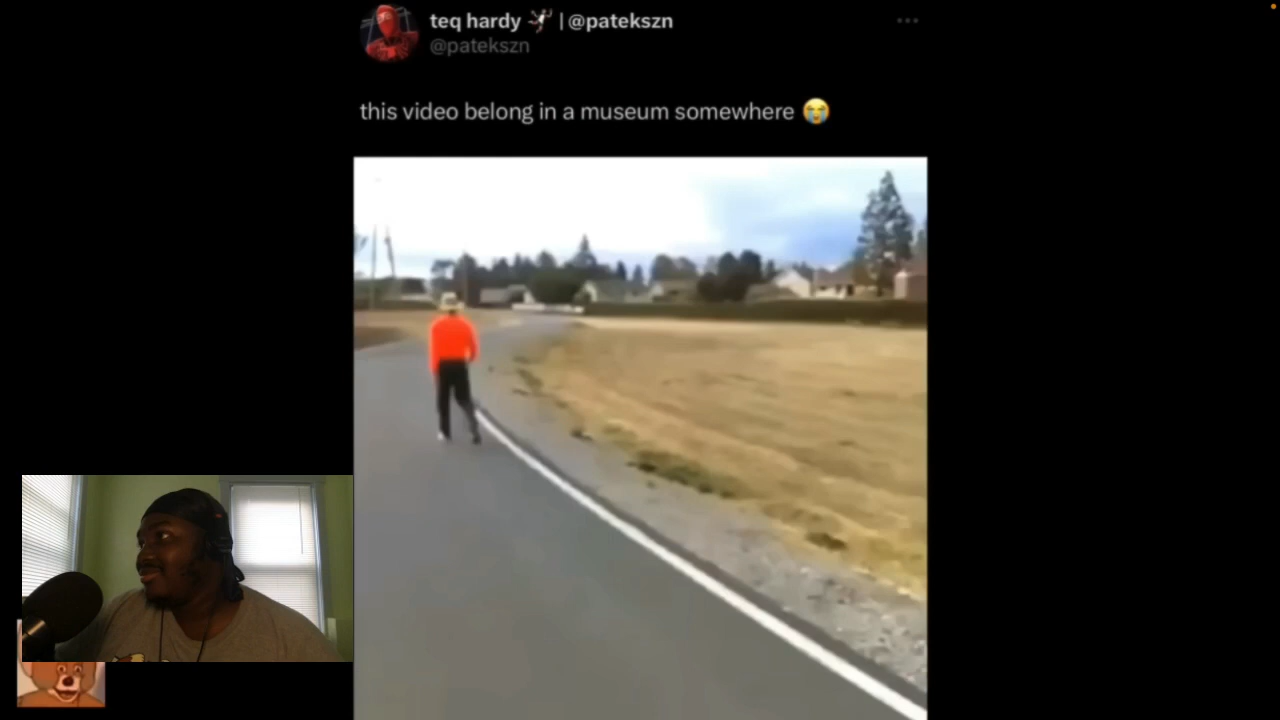 teq hardy | @patekszn
@patekszn
this video belong in a museum somewhere 😭